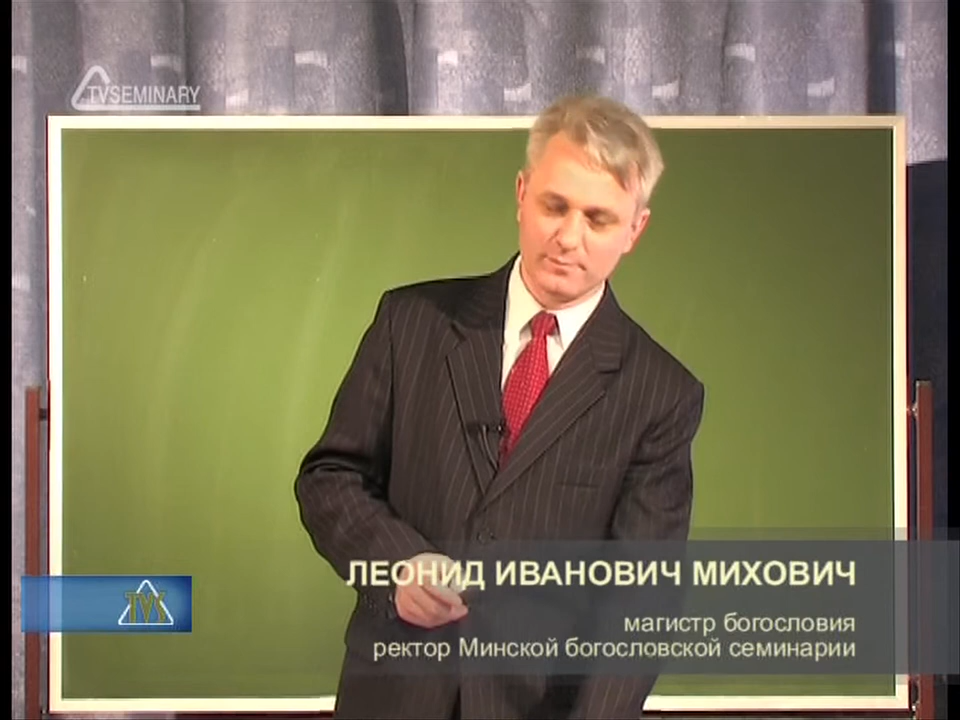 TVSEMINARY
ЛЕОНИД ИВАНОВИЧ МИХОВИЧ
магистр богословия
ректор Минской богословской семинарии
TVS